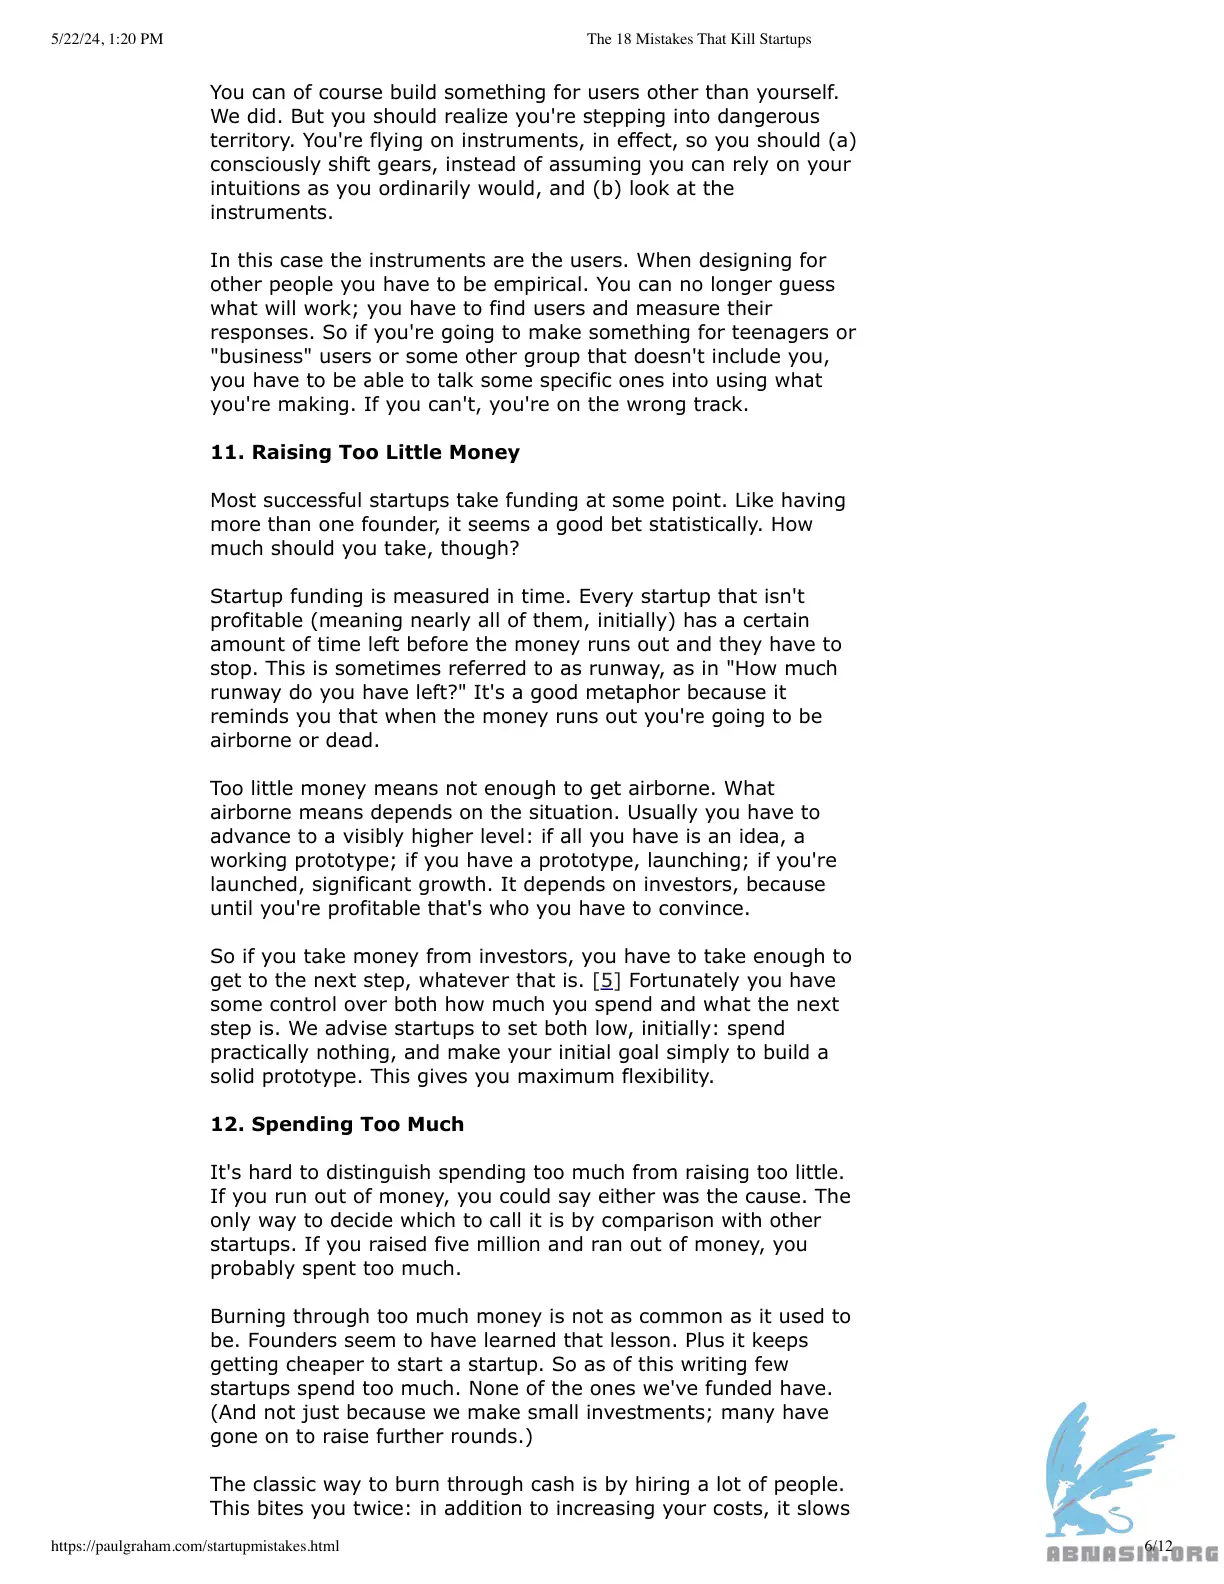 5/22/24, 1:20 PM
The 18 Mistakes That Kill Startups
You can of course build something for users other than yourself.
We did. But you should realize you're stepping into dangerous
territory. You're flying on instruments, in effect, so you should (a)
consciously shift gears, instead of assuming you can rely on your
intuitions as you ordinarily would, and (b) look at the
instruments.
In this case the instruments are the users. When designing for
other people you have to be empirical. You can no longer guess
what will work; you have to find users and measure their
responses. So if you're going to make something for teenagers or
"business" users or some other group that doesn't include you,
you have to be able to talk some specific ones into using what
you're making. If you can't, you're on the wrong track.
11. Raising Too Little Money
Most successful startups take funding at some point. Like having
more than one founder, it seems a good bet statistically. How
much should you take, though?
Startup funding is measured in time. Every startup that isn't
profitable (meaning nearly all of them, initially) has a certain
amount of time left before the money runs out and they have to
stop. This is sometimes referred to as runway, as in "How much
runway do you have left?" It's a good metaphor because it
reminds you that when the money runs out you're going to be
airborne or dead.
Too little money means not enough to get airborne. What
airborne means depends on the situation. Usually you have to
advance to a visibly higher level: if all you have is an idea, a
working prototype; if you have a prototype, launching; if you're
launched, significant growth. It depends on investors, because
until you're profitable that's who you have to convince.
So if you take money from investors, you have to take enough to
get to the next step, whatever that is. [5] Fortunately you have
some control over both how much you spend and what the next
step is. We advise startups to set both low, initially: spend
practically nothing, and make your initial goal simply to build a
solid prototype. This gives you maximum flexibility.
12. Spending Too Much
It's hard to distinguish spending too much from raising too little.
If you run out of money, you could say either was the cause. The
only way to decide which to call it is by comparison with other
startups. If you raised five million and ran out of money, you
probably spent too much.
Burning through too much money is not as common as it used to
be. Founders seem to have learned that lesson. Plus it keeps
getting cheaper to start a startup. So as of this writing few
startups spend too much. None of the ones we've funded have.
(And not just because we make small investments; many have
gone on to raise further rounds.)
The classic way to burn through cash is by hiring a lot of people.
This bites you twice: in addition to increasing your costs, it slows
https://paulgraham.com/startupmistakes.html
6/12
ABNASIA.ORG